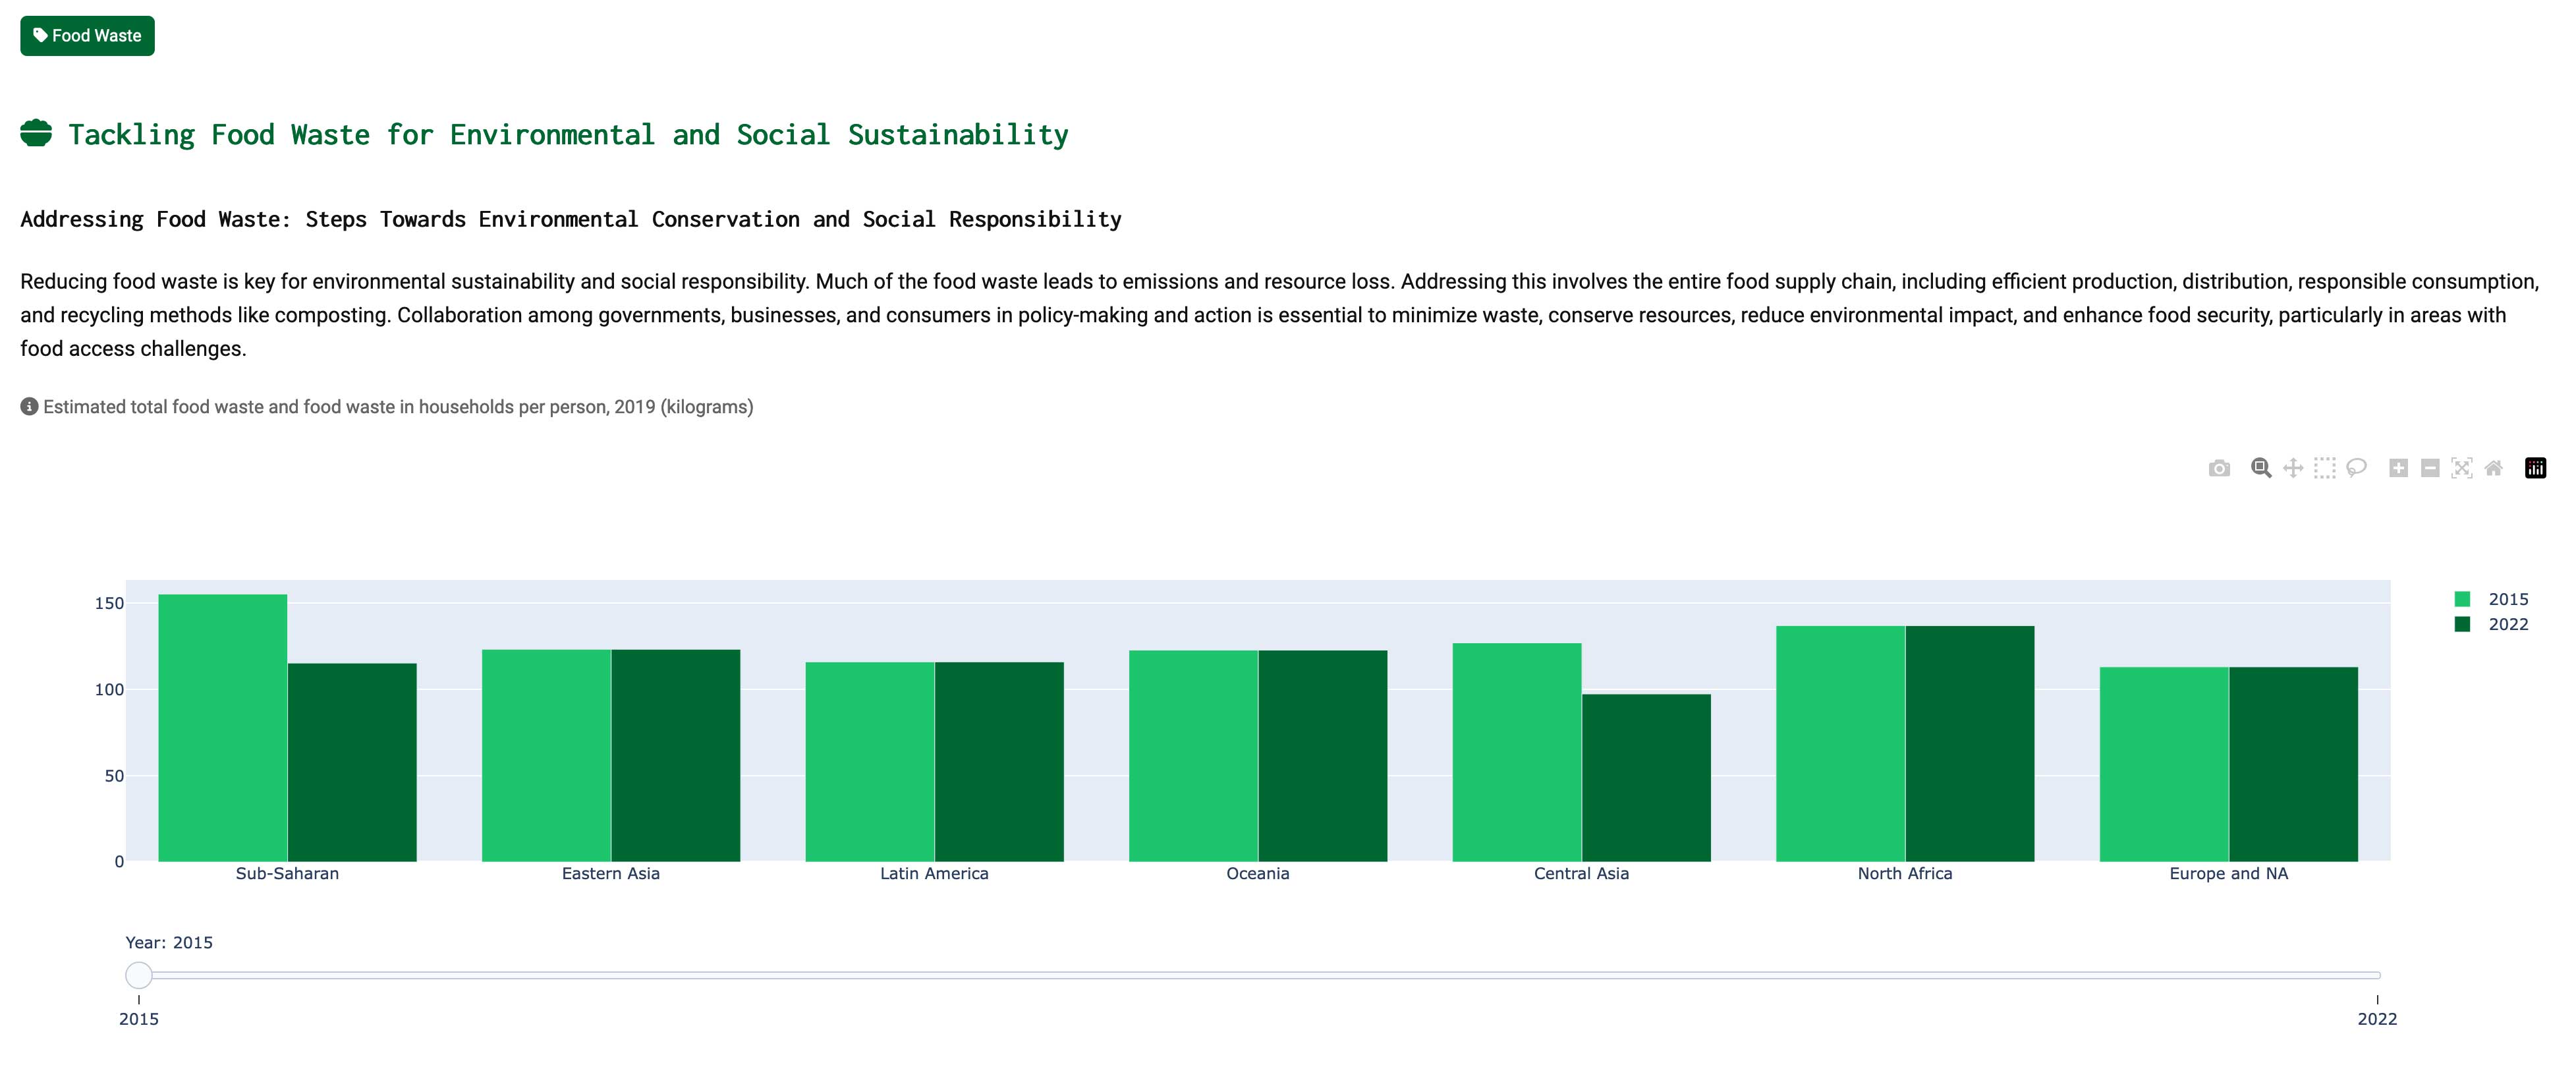 Food Waste
Tackling Food Waste for Environmental and Social Sustainability
Addressing Food Waste: Steps Towards Environmental Conservation and Social Responsibility
Reducing food waste is key for environmental sustainability and social responsibility. Much of the food waste leads to emissions and resource loss. Addressing this involves the entire food supply chain, including efficient production, distribution, responsible consumption,
and recycling methods like composting. Collaboration among governments, businesses, and consumers in policy-making and action is essential to minimize waste, conserve resources, reduce environmental impact, and enhance food security, particularly in areas with
food access challenges.
Estimated total food waste and food waste in households per person, 2019 (kilograms)
150
100
50
0
2015
2022
Sub-Saharan
Eastern Asia
Latin America
Oceania
Central Asia
North Africa
Europe and NA
Year: 2015
2015
2022